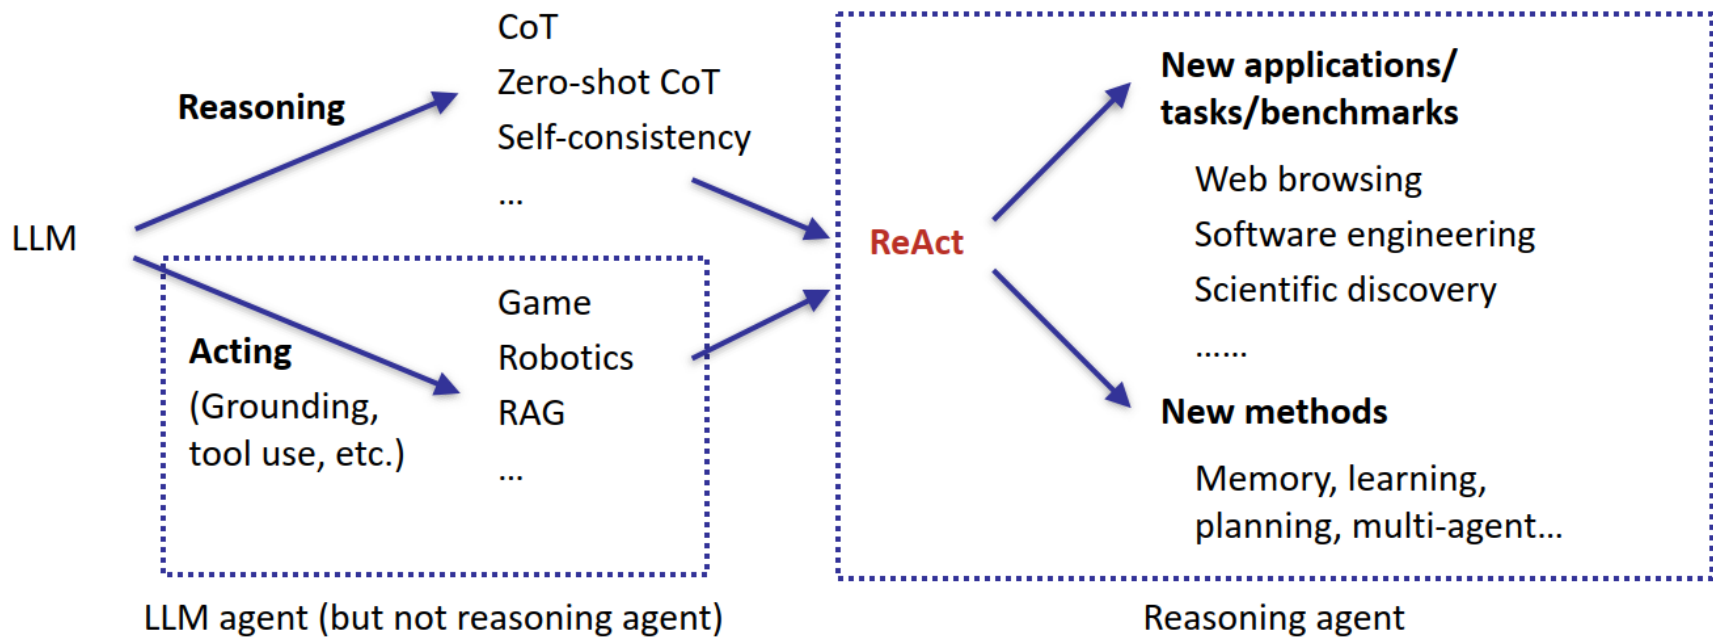 LLM
Reasoning
CoT
Zero-shot CoT
Self-consistency
...
Acting
(Grounding,
tool use, etc.)
Game
Robotics
RAG
...
LLM agent (but not reasoning agent)
ReAct
New applications/
tasks/benchmarks
Web browsing
Software engineering
Scientific discovery
......
New methods
Memory, learning,
planning, multi-agent...
Reasoning agent